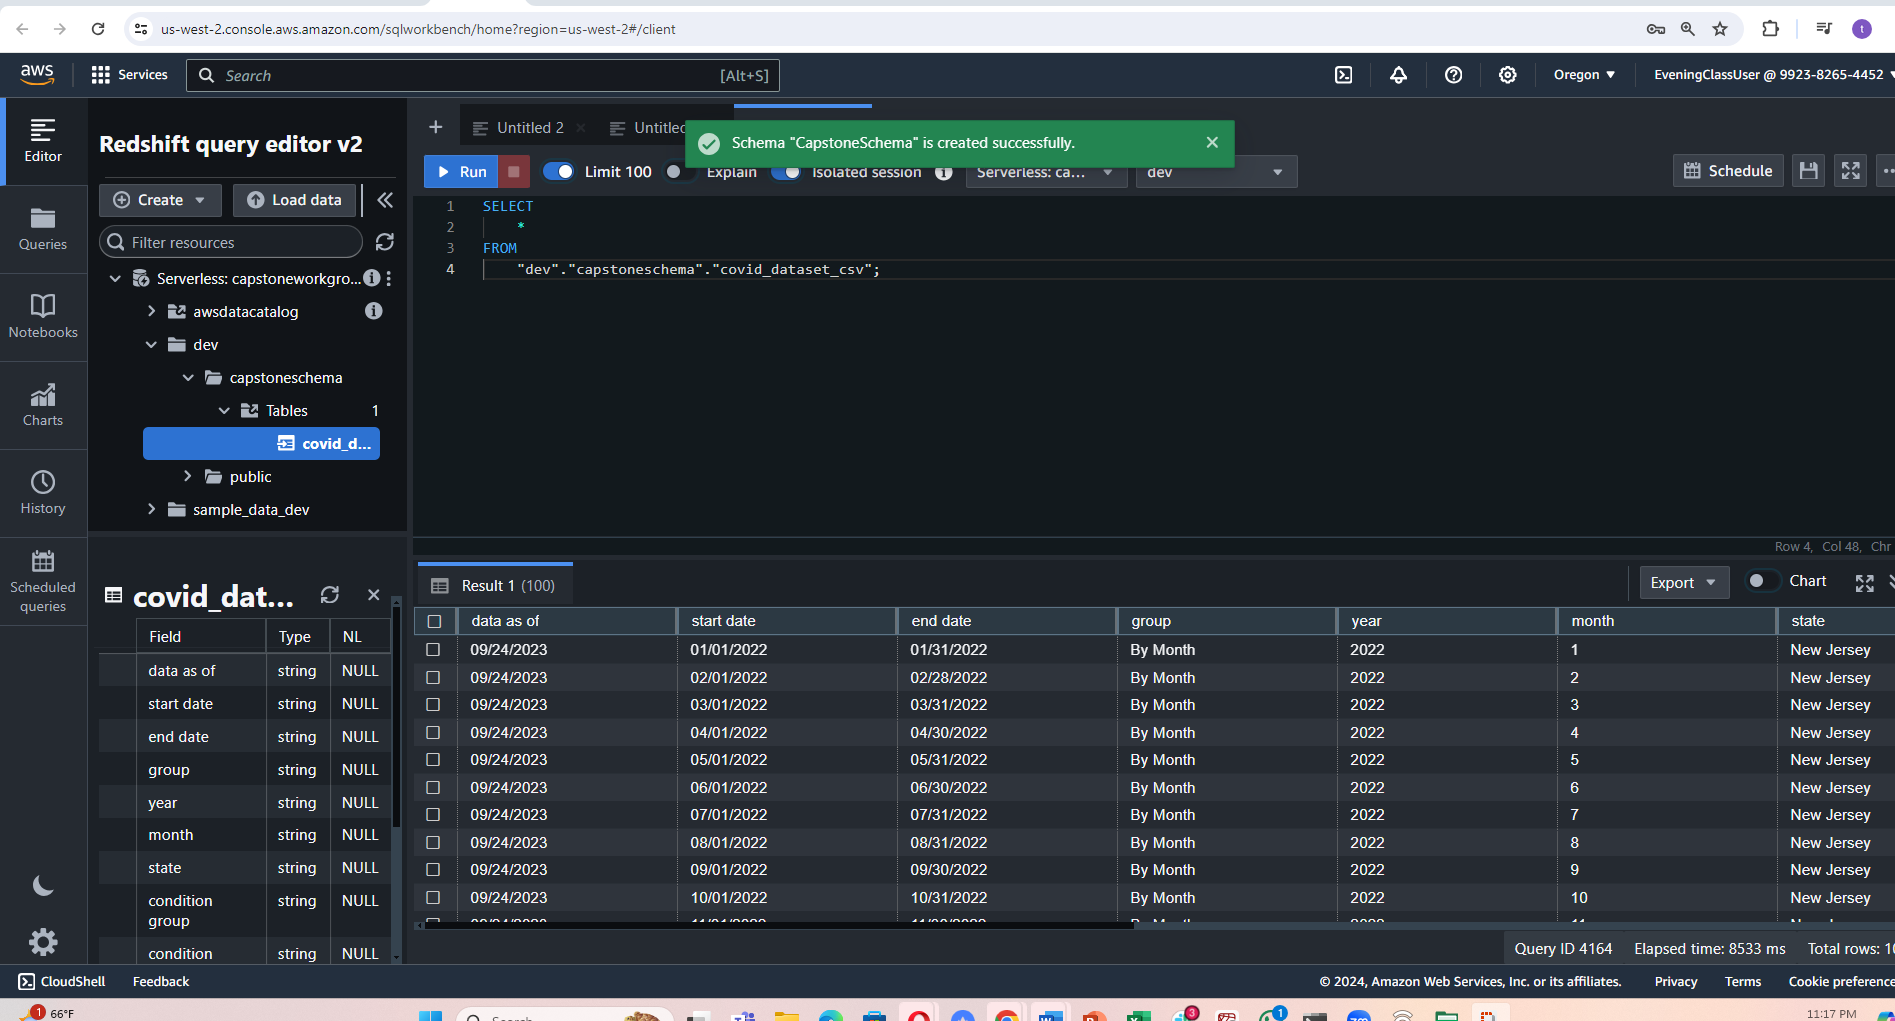 us-west-2.console.aws.amazon.com/sqlworkbench/home?region=us-west-2#/client
t
aws
Services
Search
[Alt+S]
Oregon
EveningClassUser @ 9923-8265-4452
Editor
Queries
Notebooks
Charts
History
Scheduled
queries
Redshift query editor v2
Create
Load data
Filter resources
Serverless: capstoneworkgro...
awsdatacatalog
dev
capstoneschema
Tables 1
covid_d...
public
sample_data_dev
covid_dat...
Field Type NL
data as of string NULL
start date string NULL
end date string NULL
group string NULL
year string NULL
month string NULL
state string NULL
condition
group string NULL
condition string NULL
Untitled 2
Untitled
Schema "CapstoneSchema" is created successfully.
Run
Limit 100
Explain
Isolated session
Serverless: ca...
dev
Schedule
1 SELECT
2 *
3 FROM
4 "dev"."capstoneschema"."covid_dataset_csv";
Row 4, Col 48, Chr
Result 1 (100)
Export
Chart
data as of start date end date group year month state
09/24/2023 01/01/2022 01/31/2022 By Month 2022 1 New Jersey
09/24/2023 02/01/2022 02/28/2022 By Month 2022 2 New Jersey
09/24/2023 03/01/2022 03/31/2022 By Month 2022 3 New Jersey
09/24/2023 04/01/2022 04/30/2022 By Month 2022 4 New Jersey
09/24/2023 05/01/2022 05/31/2022 By Month 2022 5 New Jersey
09/24/2023 06/01/2022 06/30/2022 By Month 2022 6 New Jersey
09/24/2023 07/01/2022 07/31/2022 By Month 2022 7 New Jersey
09/24/2023 08/01/2022 08/31/2022 By Month 2022 8 New Jersey
09/24/2023 09/01/2022 09/30/2022 By Month 2022 9 New Jersey
09/24/2023 10/01/2022 10/31/2022 By Month 2022 10 New Jersey
Query ID 4164 Elapsed time: 8533 ms Total rows: 10
CloudShell
Feedback
© 2024, Amazon Web Services, Inc. or its affiliates.
Privacy
Terms
Cookie preference
1
66°F
Search
3
1
11:17 PM